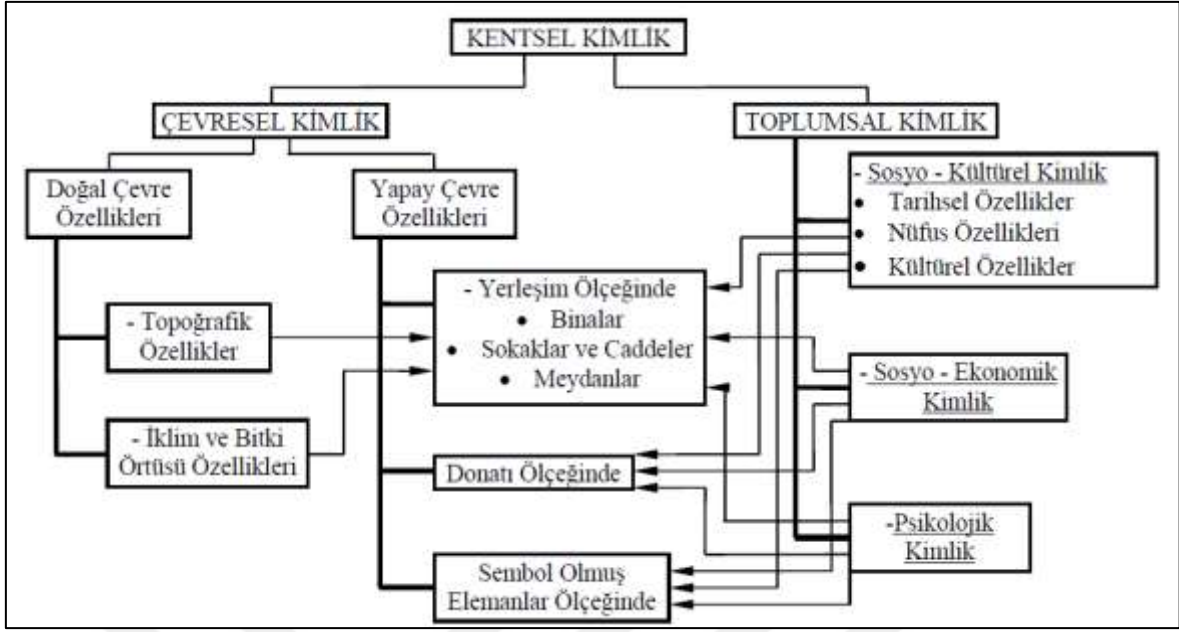 KENTSEL KİMLİK
ÇEVRESEL KİMLİK
TOPLUMSAL KİMLİK
Doğal Çevre
Özellikleri
Yapay Çevre
Özellikleri
- Sosyo - Kültürel Kimlik
• Tarihsel Özellikler
• Nüfus Özellikleri
• Kültürel Özellikler
- Yerleşim Ölçeğinde
• Binalar
• Sokaklar ve Caddeler
• Meydanlar
- Topoğrafik
Özellikler
- Sosyo - Ekonomik
Kimlik
- İklim ve Bitki
Örtüsü Özellikleri
Donatı Ölçeğinde
-Psikolojik
Kimlik
Sembol Olmuş
Elemanlar Ölçeğinde